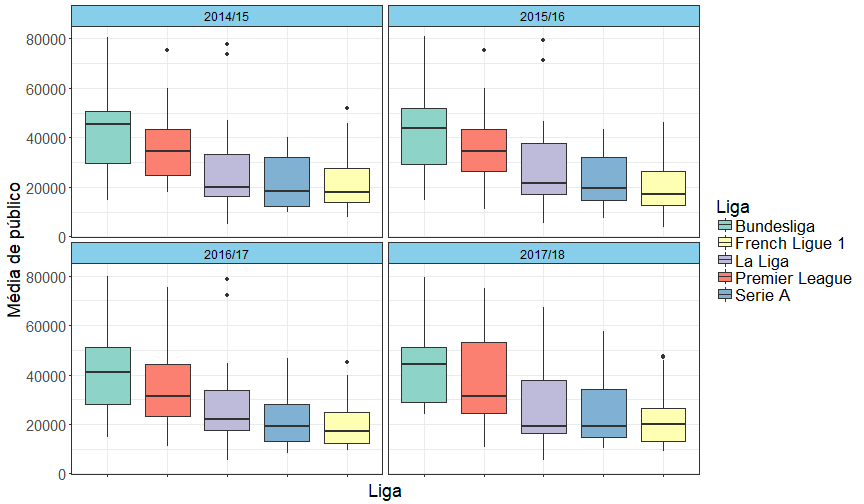 2014/15
2015/16
80000
60000
40000
20000
0
2016/17
2017/18
80000
60000
40000
20000
0
Média de público
Liga
Liga
Bundesliga
French Ligue 1
La Liga
Premier League
Serie A